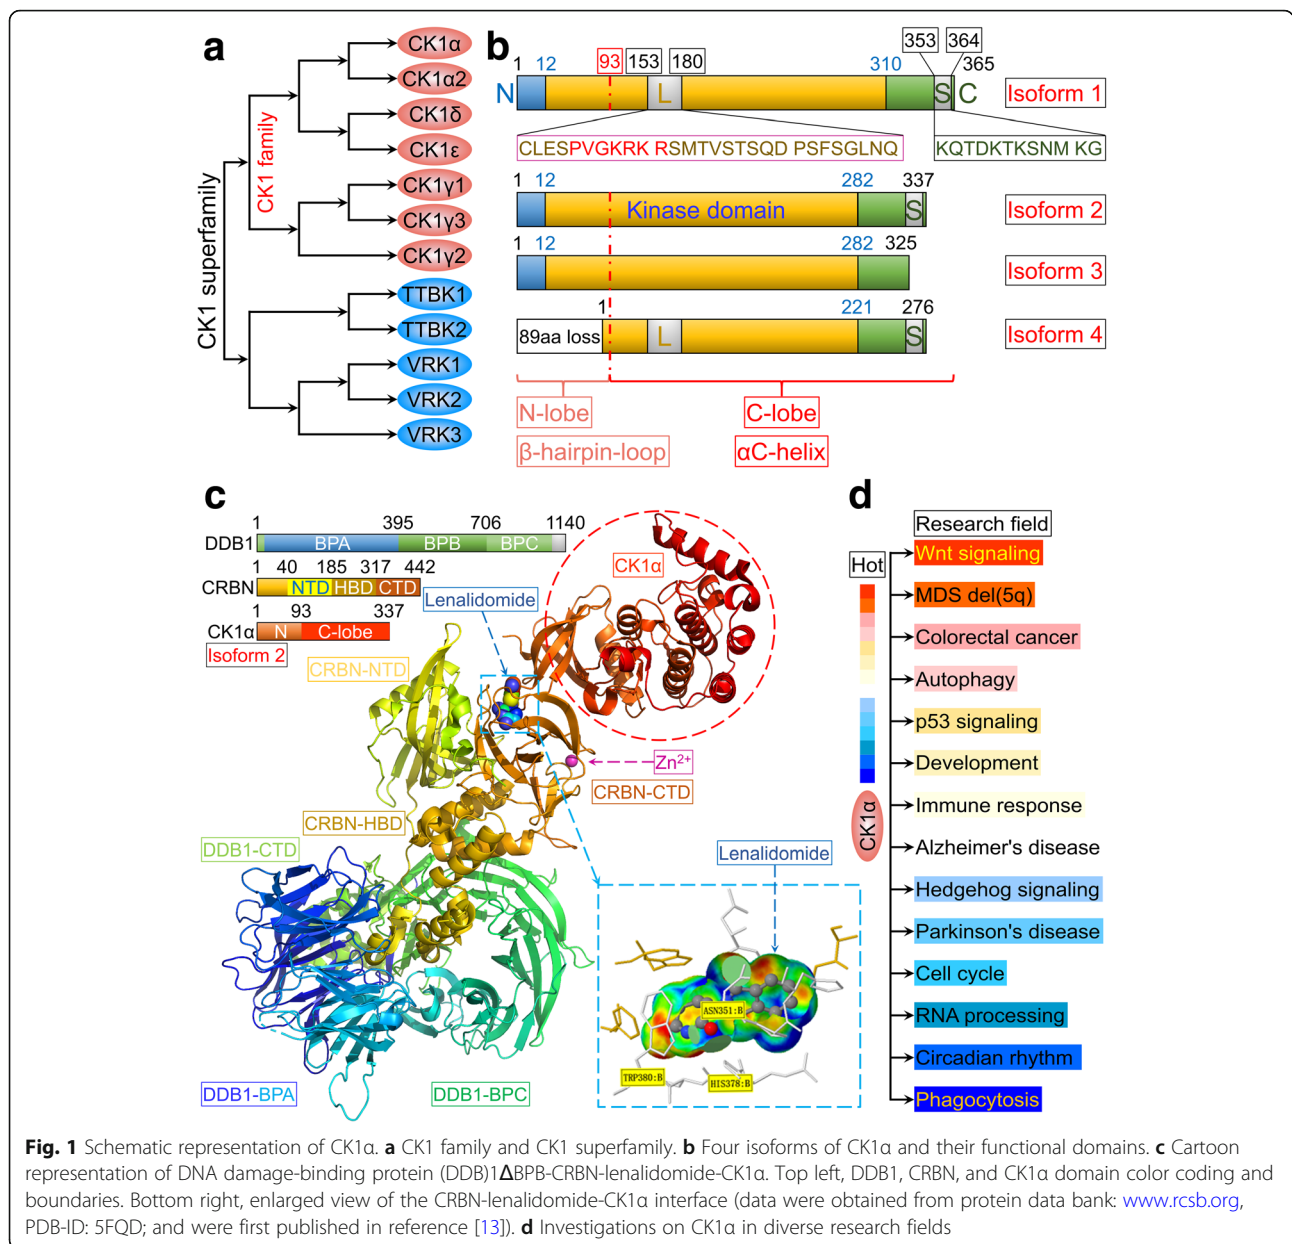 a
CK1 superfamily
CK1 family
CK1α
CK1α2
CK1δ
CK1ε
CK1γ1
CK1γ3
CK1γ2
TTBK1
TTBK2
VRK1
VRK2
VRK3
b
353 364
1 12 93 153 180 310 365
N L S C Isoform 1
CLESPVGKRK RSMTVSTSQD PSFSGLNQ KQTDKTKSNM KG
1 12 282 337
Kinase domain S Isoform 2
1 12 282 325
Isoform 3
1 221 276
89aa loss L S Isoform 4
N-lobe C-lobe
β-hairpin-loop αC-helix
c
1 395 706 1140
DDB1 BPA BPB BPC
1 40 185 317 442
CRBN NTD HBD CTD
1 93 337
CK1α N C-lobe
Isoform 2
Lenalidomide
CK1α
CRBN-NTD
Zn²⁺
CRBN-CTD
CRBN-HBD
DDB1-CTD
DDB1-BPA
DDB1-BPC
Lenalidomide
ASN351:B
TRP380:B
HIS378:B
d
Research field
Hot
CK1α
Wnt signaling
MDS del(5q)
Colorectal cancer
Autophagy
p53 signaling
Development
Immune response
Alzheimer's disease
Hedgehog signaling
Parkinson's disease
Cell cycle
RNA processing
Circadian rhythm
Phagocytosis
Fig. 1 Schematic representation of CK1α. a CK1 family and CK1 superfamily. b Four isoforms of CK1α and their functional domains. c Cartoon
representation of DNA damage-binding protein (DDB)1ΔBPB-CRBN-lenalidomide-CK1α. Top left, DDB1, CRBN, and CK1α domain color coding and
boundaries. Bottom right, enlarged view of the CRBN-lenalidomide-CK1α interface (data were obtained from protein data bank: www.rcsb.org,
PDB-ID: 5FQD; and were first published in reference [13]). d Investigations on CK1α in diverse research fields